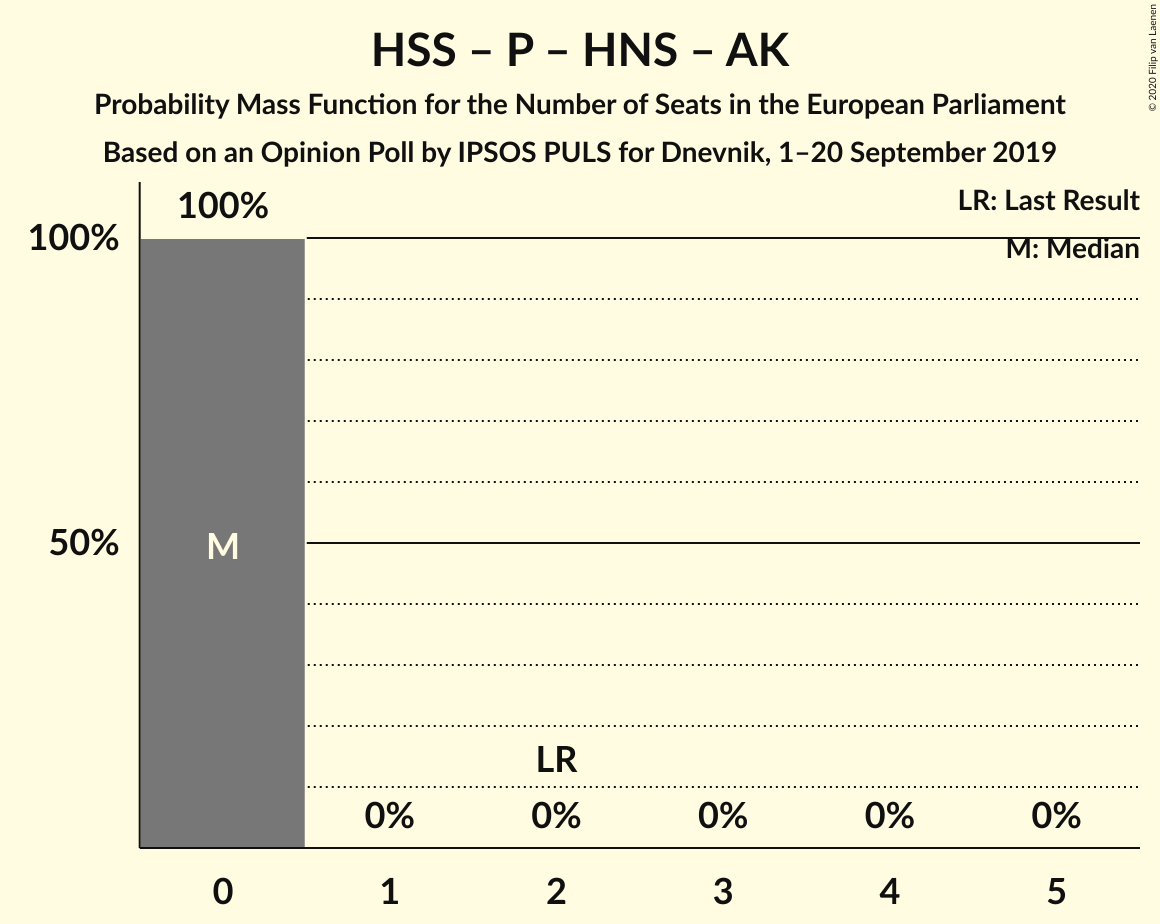 HSS – P – HNS – AK
Probability Mass Function for the Number of Seats in the European Parliament
Based on an Opinion Poll by IPSOS PULS for Dnevnik, 1–20 September 2019
© 2020 Filip van Laenen
LR: Last Result
M: Median
100%
100%
50%
M
LR
0% 0% 0% 0% 0%
0 1 2 3 4 5